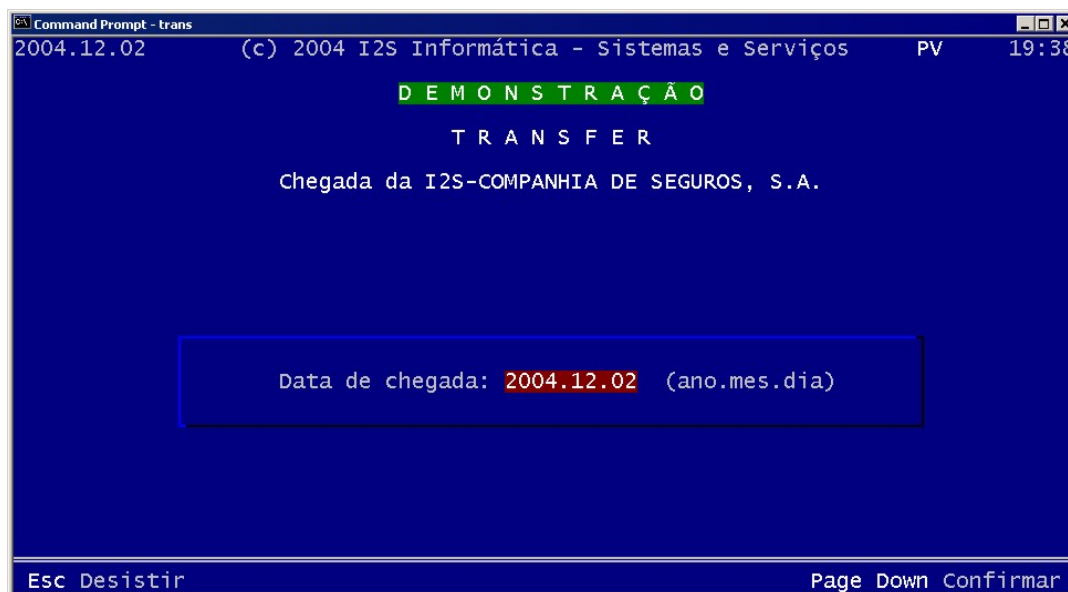 Command Prompt - trans
2004.12.02 (c) 2004 I2S Informática - Sistemas e Serviços PV 19:38
D E M O N S T R A Ç Ã O
T R A N S F E R
Chegada da I2S-COMPANHIA DE SEGUROS, S.A.
Data de chegada: 2004.12.02 (ano.mes.dia)
Esc Desistir Page Down Confirmar